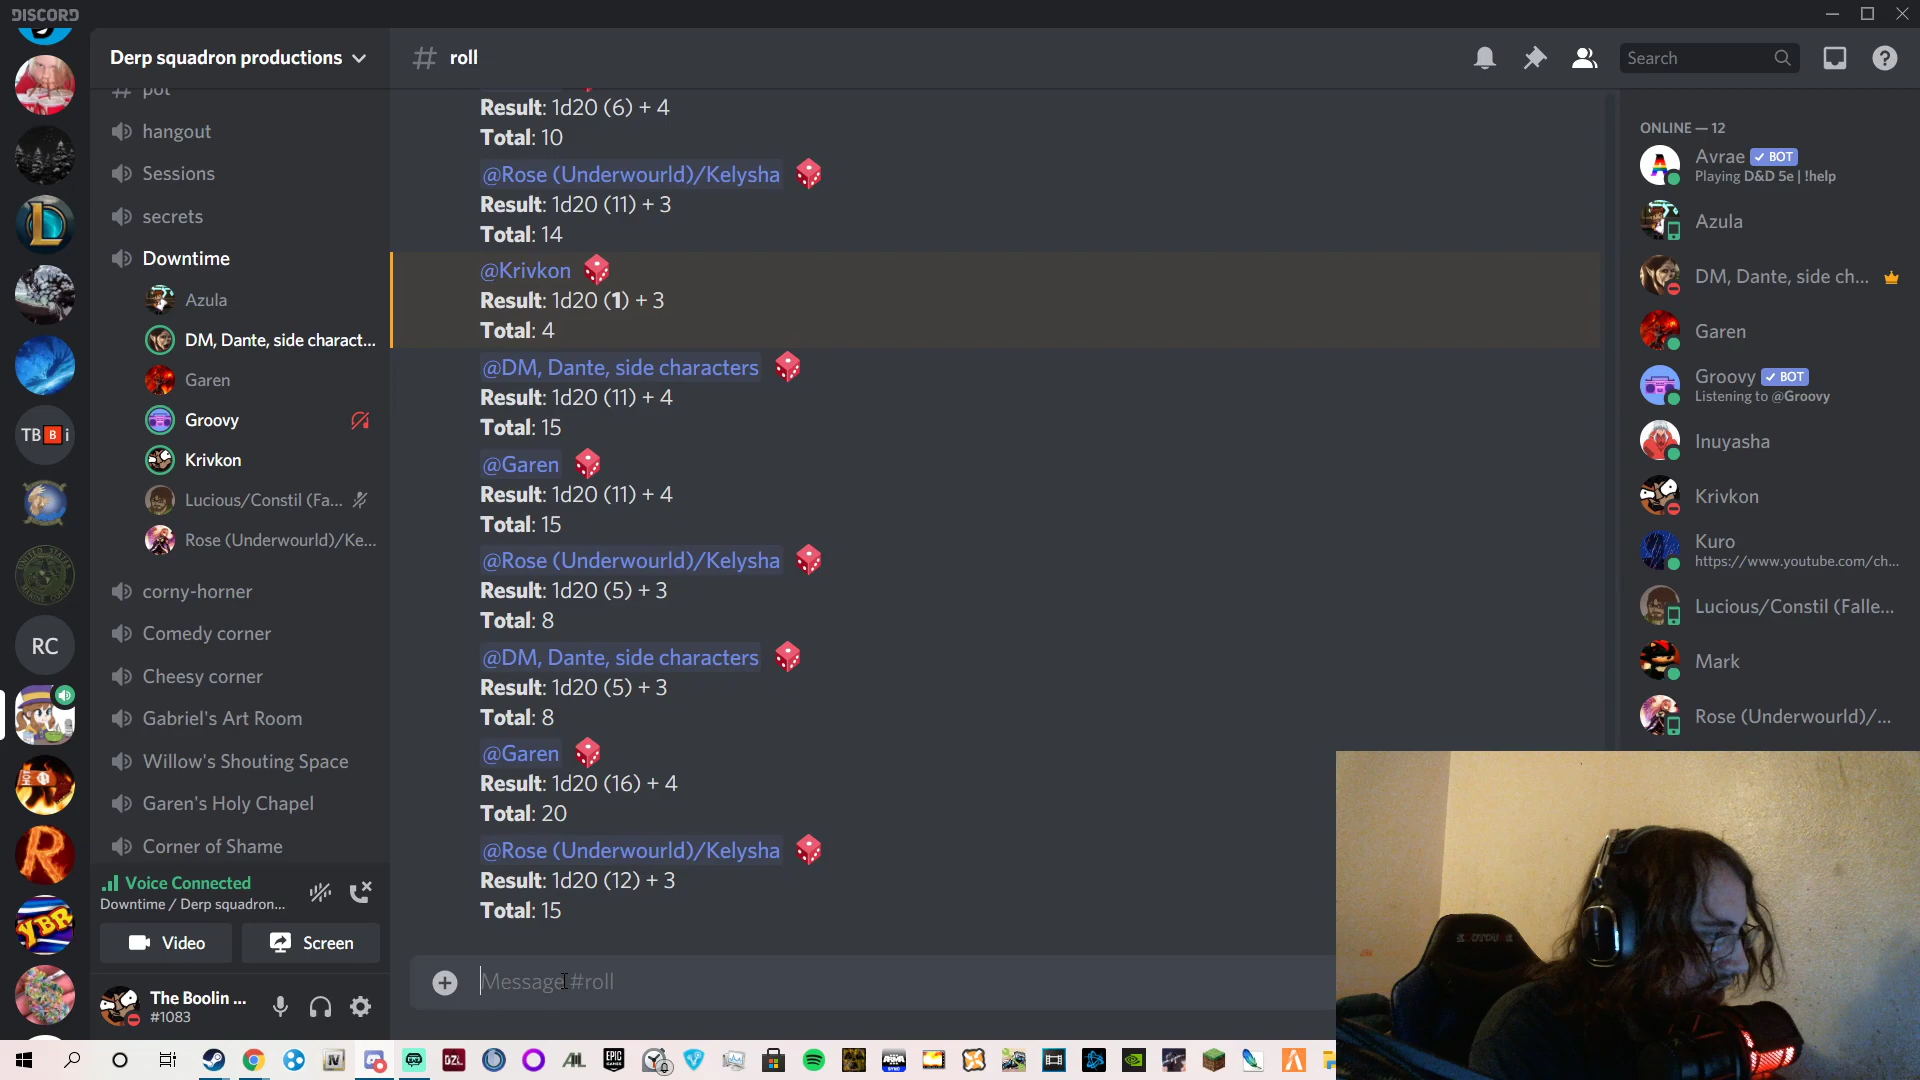 DISCORD
Derp squadron productions
# roll
Search
pot
hangout
Sessions
secrets
Downtime
Azula
DM, Dante, side charact...
Garen
Groovy
Krivkon
Lucious/Constil (Fa...
Rose (Underwourld)/Ke...
corny-horner
Comedy corner
Cheesy corner
Gabriel's Art Room
Willow's Shouting Space
Garen's Holy Chapel
Corner of Shame
TB B i
RC
YBR
Voice Connected
Downtime / Derp squadron...
Video
Screen
The Boolin ...
#1083
Result: 1d20 (6) + 4
Total: 10
@Rose (Underwourld)/Kelysha
Result: 1d20 (11) + 3
Total: 14
@Krivkon
Result: 1d20 (1) + 3
Total: 4
@DM, Dante, side characters
Result: 1d20 (11) + 4
Total: 15
@Garen
Result: 1d20 (11) + 4
Total: 15
@Rose (Underwourld)/Kelysha
Result: 1d20 (5) + 3
Total: 8
@DM, Dante, side characters
Result: 1d20 (5) + 3
Total: 8
@Garen
Result: 1d20 (16) + 4
Total: 20
@Rose (Underwourld)/Kelysha
Result: 1d20 (12) + 3
Total: 15
Message #roll
ONLINE — 12
Avrae BOT
Playing D&D 5e | !help
Azula
DM, Dante, side ch...
Garen
Groovy BOT
Listening to @Groovy
Inuyasha
Krivkon
Kuro
https://www.youtube.com/ch...
Lucious/Constil (Falle...
Mark
Rose (Underwourld)/...
DZL
EPIC GAMES